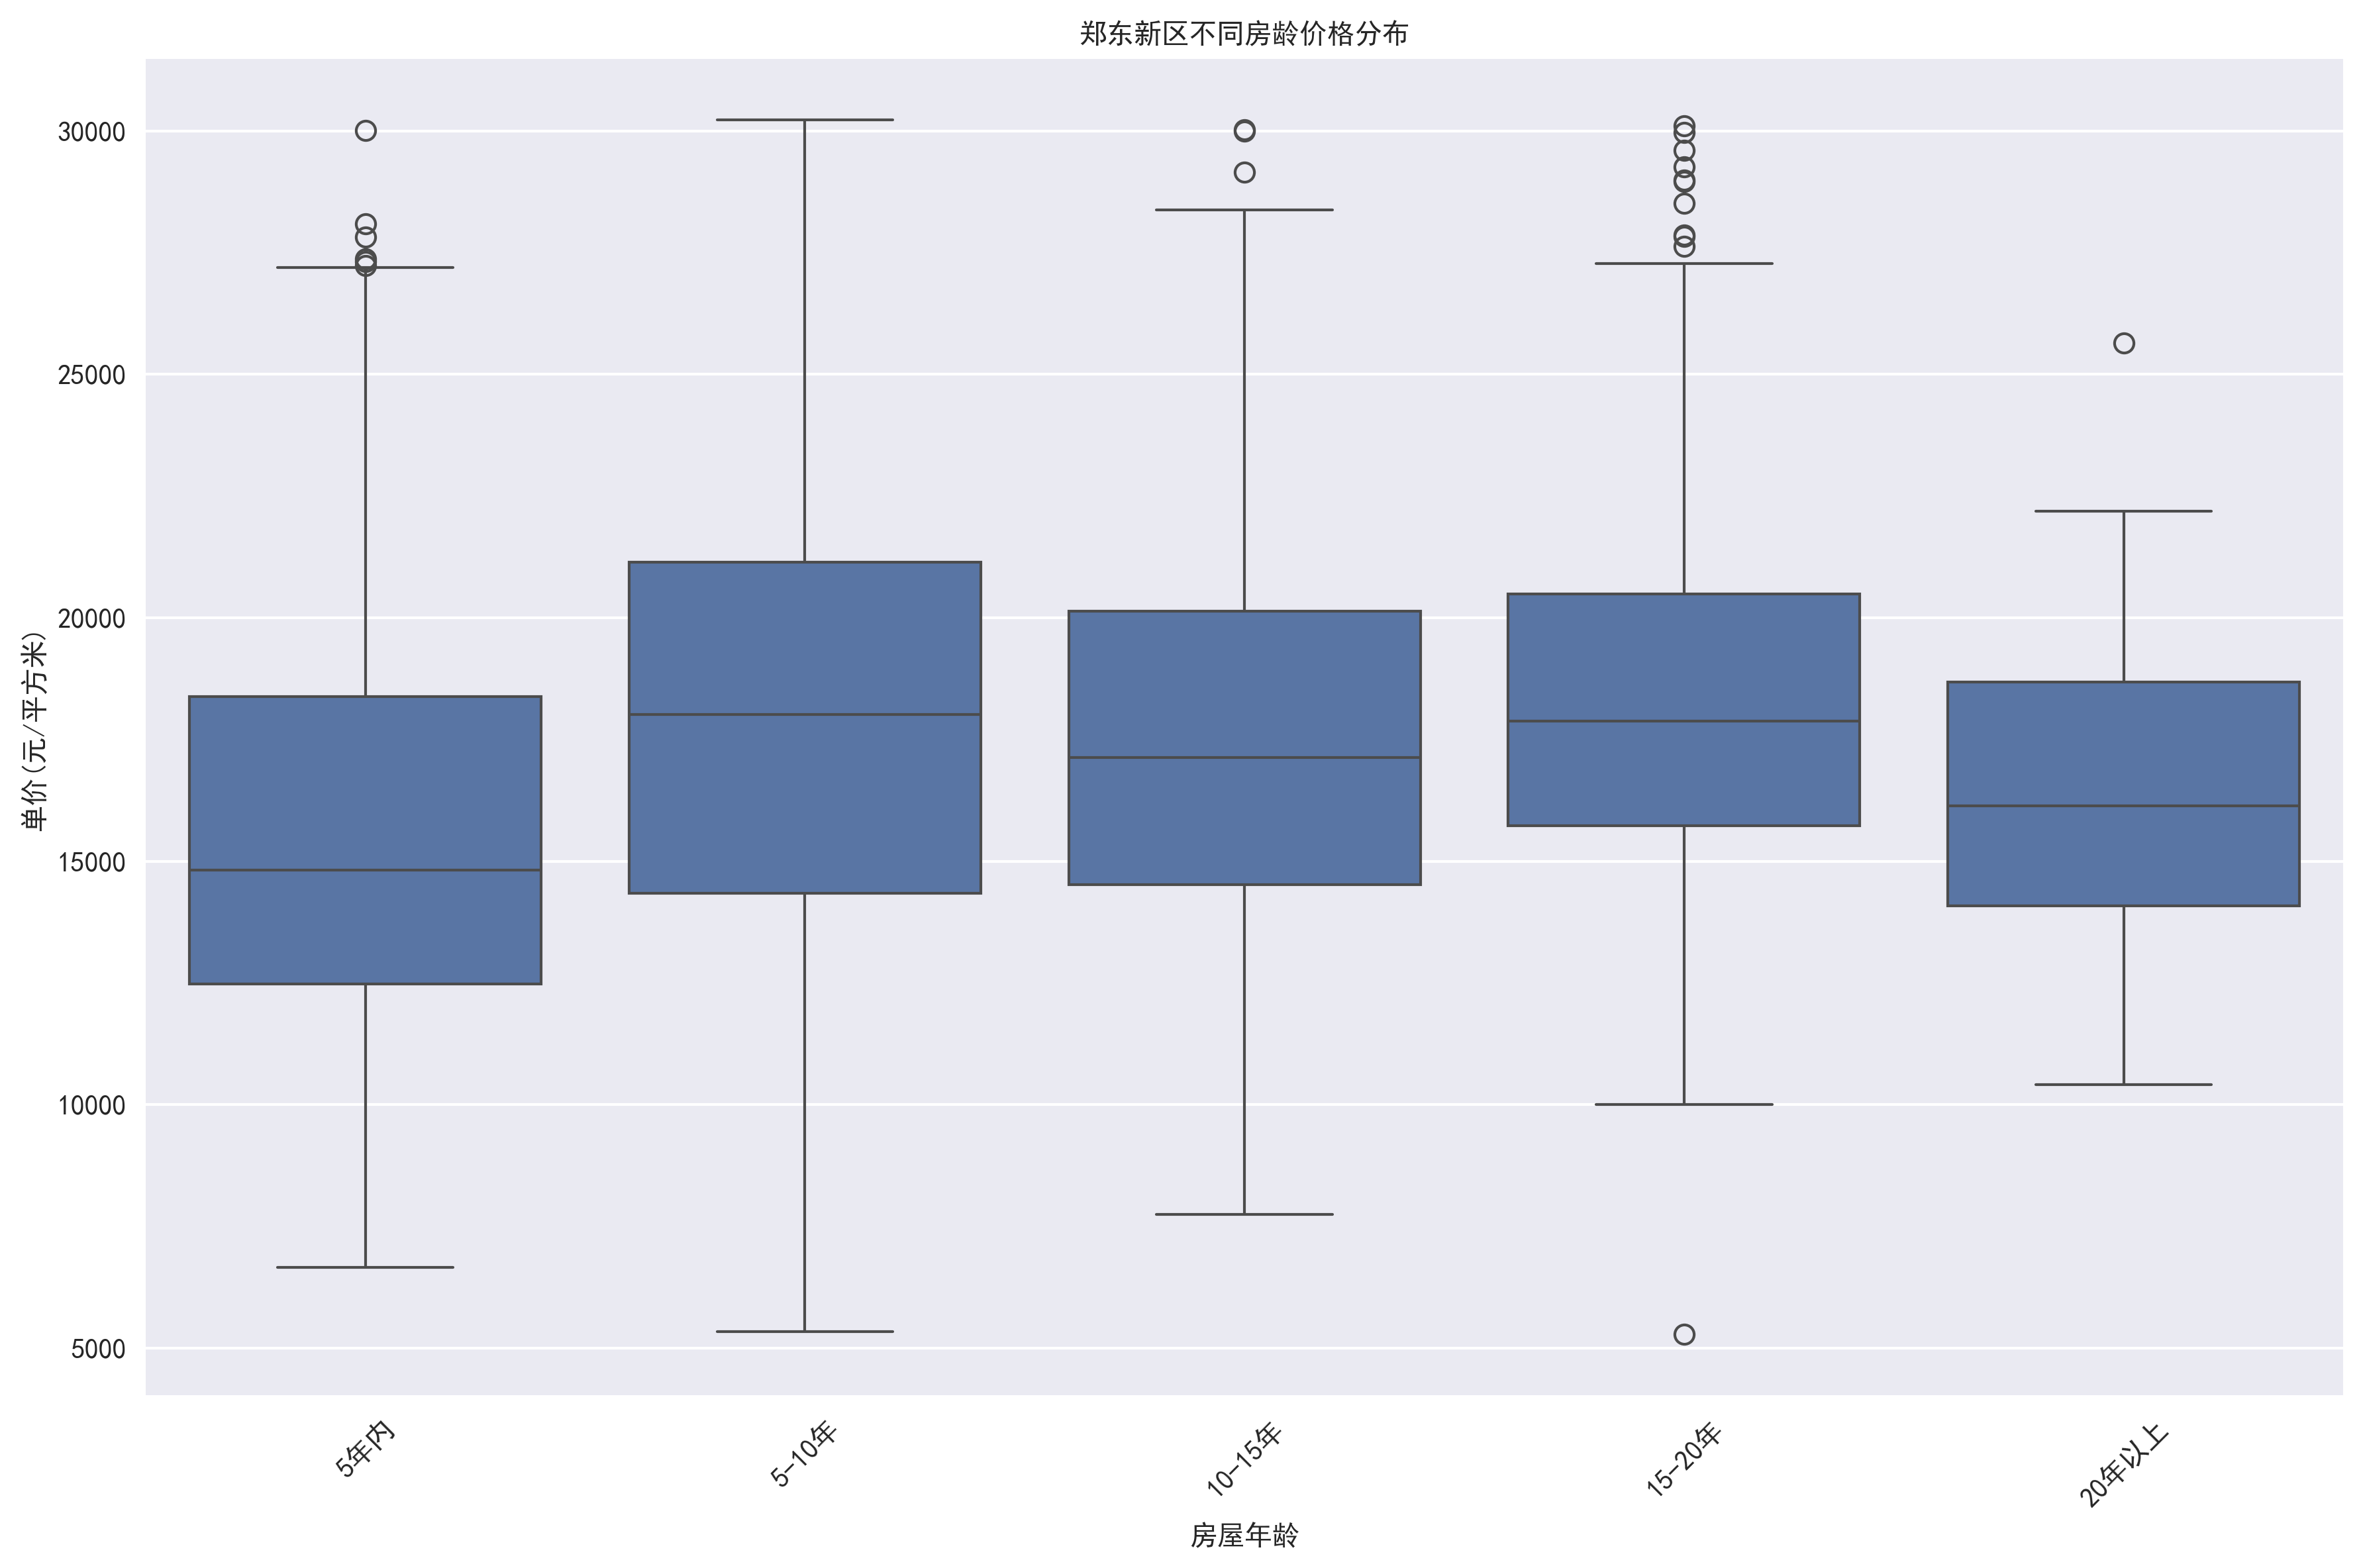 郑东新区不同房龄价格分布
30000
25000
20000
15000
10000
5000
单价(元/平方米)
5年内
5-10年
10-15年
15-20年
20年以上
房屋年龄